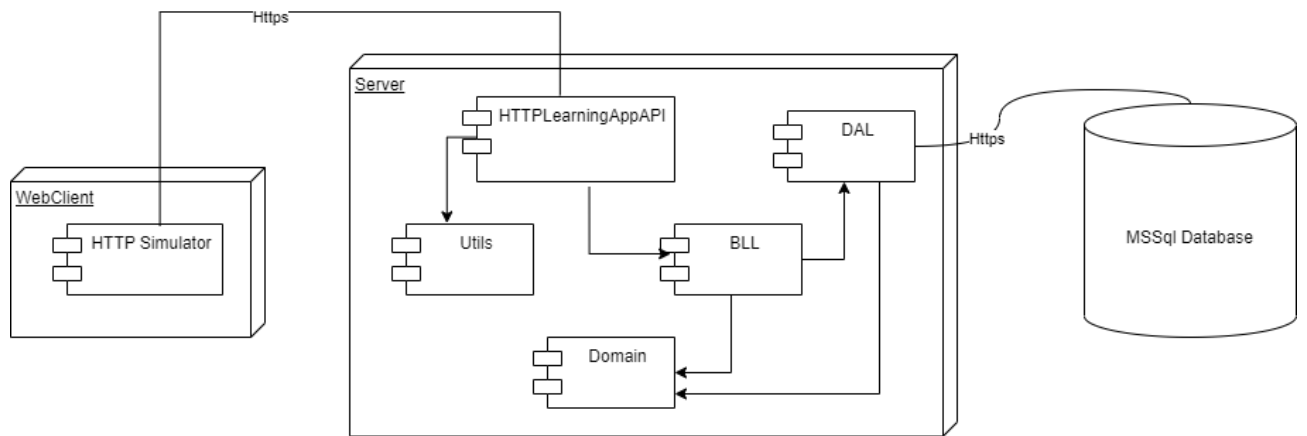 Https
Server
HTTPLearningAppAPI
DAL
Https
WebClient
HTTP Simulator
Utils
BLL
MSSql Database
Domain